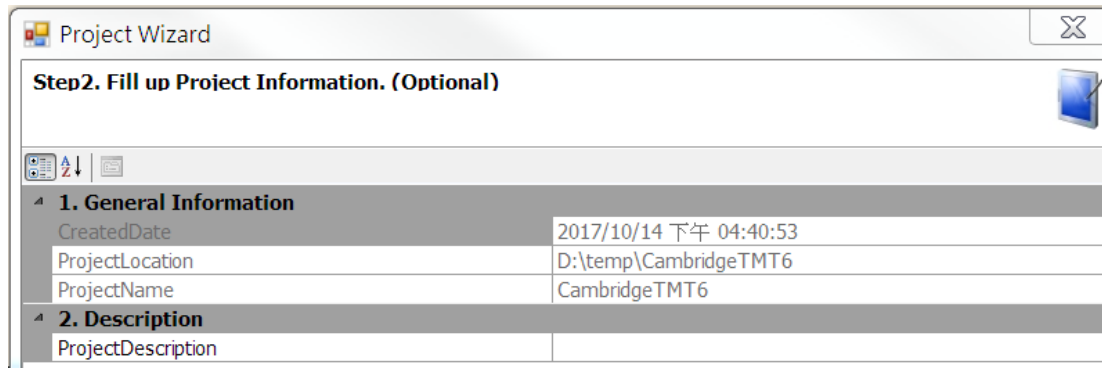 Project Wizard
Step2. Fill up Project Information. (Optional)
1. General Information
CreatedDate 2017/10/14 下午 04:40:53
ProjectLocation D:\temp\CambridgeTMT6
ProjectName CambridgeTMT6
2. Description
ProjectDescription